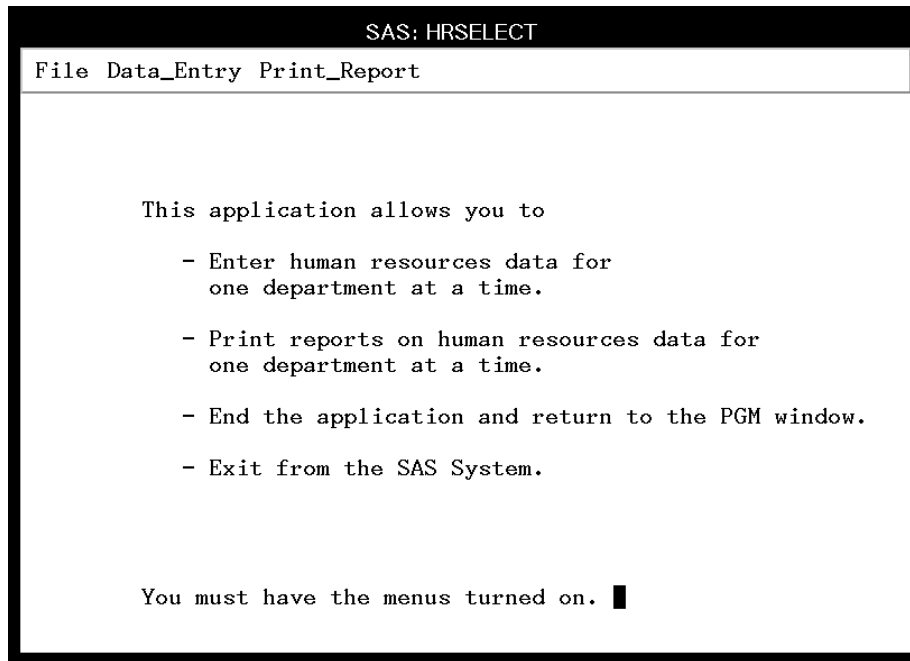 SAS: HRSELECT
File Data_Entry Print_Report
This application allows you to
- Enter human resources data for
one department at a time.
- Print reports on human resources data for
one department at a time.
- End the application and return to the PGM window.
- Exit from the SAS System.
You must have the menus turned on.